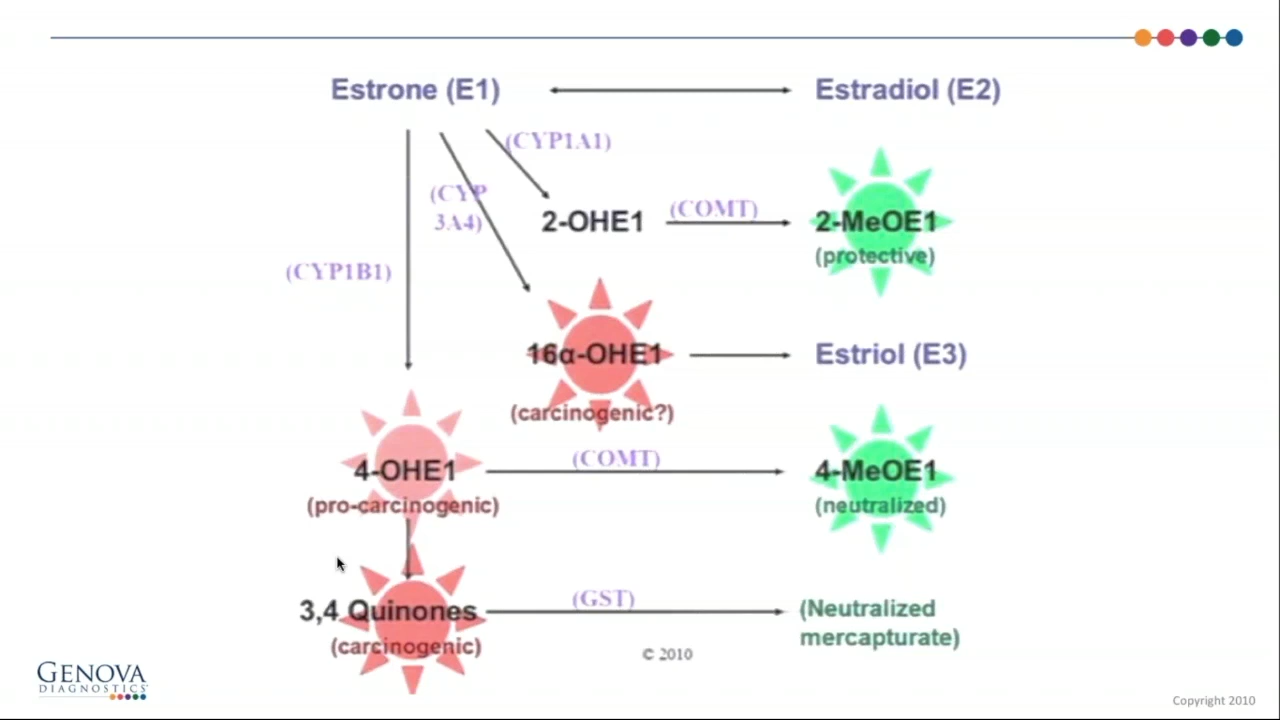 Estrone (E1)
Estradiol (E2)
(CYP1A1)
(CYP
3A4)
2-OHE1
(COMT)
2-MeOE1
(protective)
(CYP1B1)
16α-OHE1
Estriol (E3)
(carcinogenic?)
4-OHE1
(COMT)
4-MeOE1
(pro-carcinogenic)
(neutralized)
3,4 Quinones
(GST)
(Neutralized
mercapturate)
(carcinogenic)
© 2010
GENOVA
DIAGNOSTICS
Copyright 2010